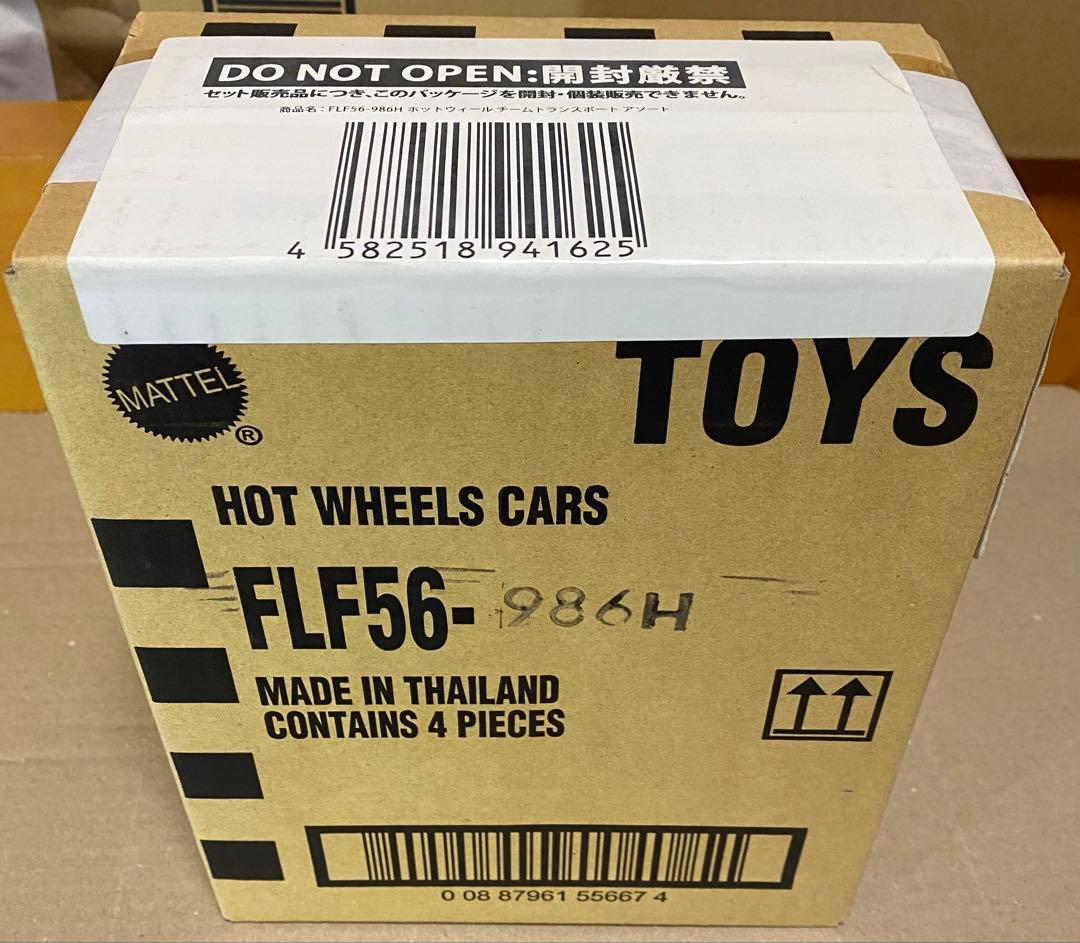 DO NOT OPEN:開封厳禁
セット販売品につき、このパッケージを開封・個装販売できません。
商品名：FLF56-986H ホットウィール チームトランスポート アソート
4 582518 941625
MATTEL
®
TOYS
HOT WHEELS CARS
FLF56-986H
MADE IN THAILAND
CONTAINS 4 PIECES
0 08 87961 55667 4